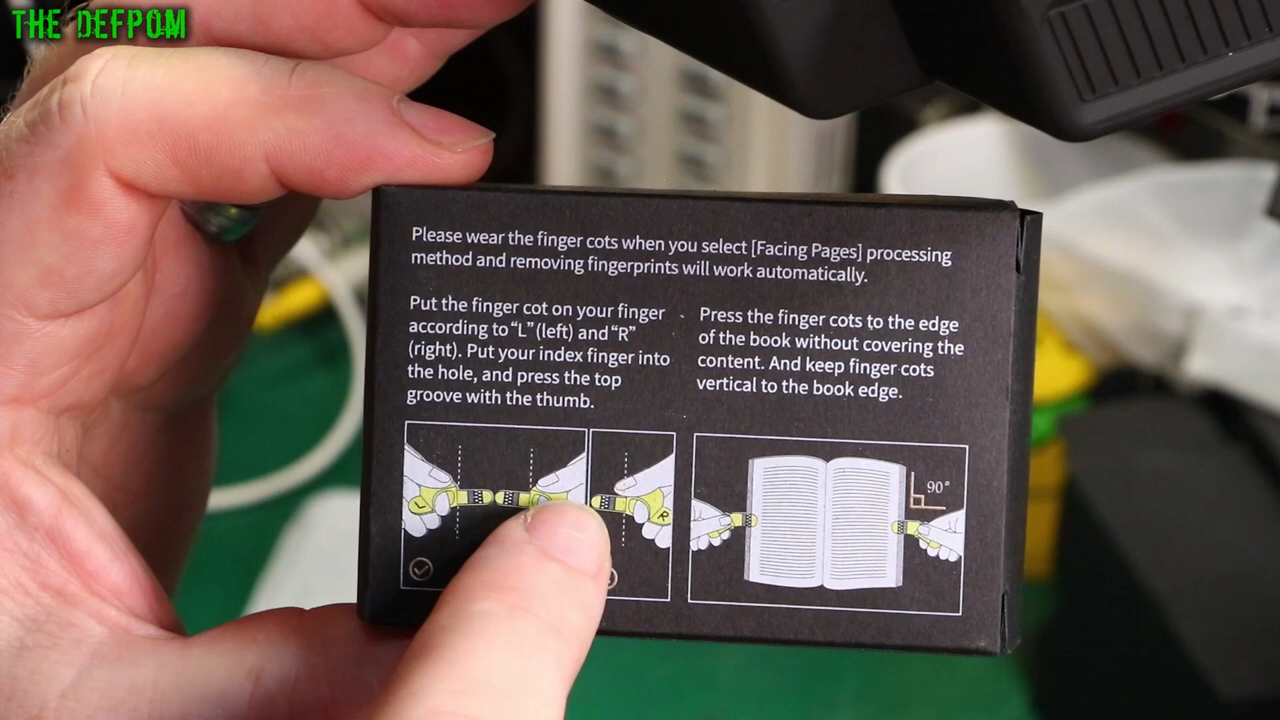 THE DEFPOM
Please wear the finger cots when you select [Facing Pages] processing
method and removing fingerprints will work automatically.
Put the finger cot on your finger
according to “L” (left) and “R”
(right). Put your index finger into
the hole, and press the top
groove with the thumb.
Press the finger cots to the edge
of the book without covering the
content. And keep finger cots
vertical to the book edge.
L
R
90°